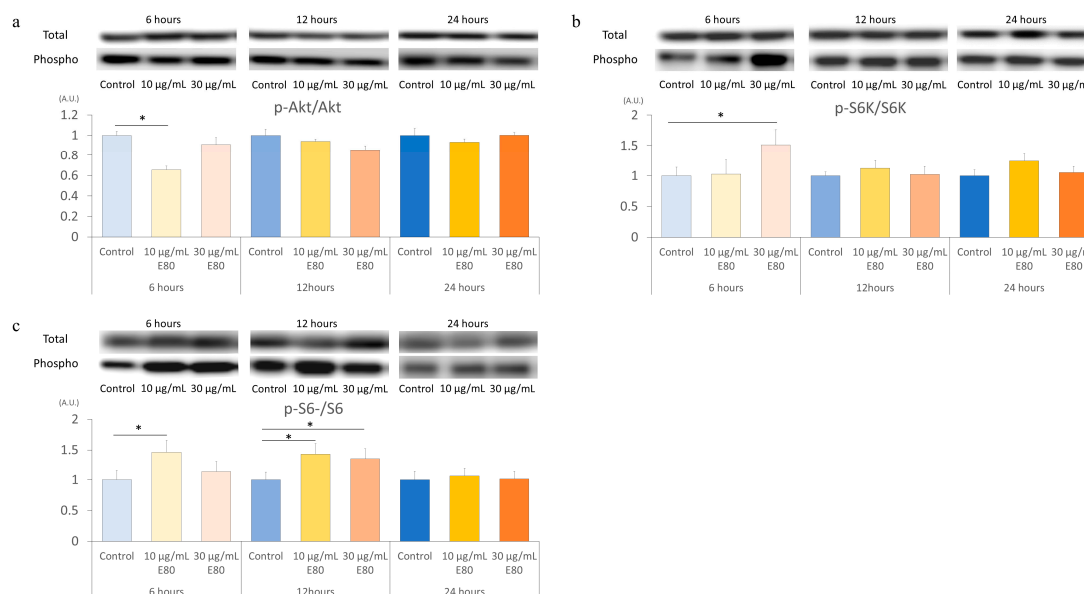 a
6 hours 12 hours 24 hours
Total
Phospho
Control 10 µg/mL 30 µg/mL Control 10 µg/mL 30 µg/mL Control 10 µg/mL 30 µg/mL
(A.U.)
p-Akt/Akt
1.2
1
0.8
0.6
0.4
0.2
0
*
Control 10 µg/mL E80 30 µg/mL E80 Control 10 µg/mL E80 30 µg/mL E80 Control 10 µg/mL E80 30 µg/mL E80
6 hours 12hours 24 hours
b
6 hours 12 hours 24 hours
Total
Phospho
Control 10 µg/mL 30 µg/mL Control 10 µg/mL 30 µg/mL Control 10 µg/mL 30 µg/mL
(A.U.)
p-S6K/S6K
2
1.5
1
0.5
0
*
Control 10 µg/mL E80 30 µg/mL E80 Control 10 µg/mL E80 30 µg/mL E80 Control 10 µg/mL E80 30 µg/mL E80
6 hours 12hours 24 hours
c
6 hours 12 hours 24 hours
Total
Phospho
Control 10 µg/mL 30 µg/mL Control 10 µg/mL 30 µg/mL Control 10 µg/mL 30 µg/mL
(A.U.)
p-S6-/S6
2
1.5
1
0.5
0
* * *
Control 10 µg/mL E80 30 µg/mL E80 Control 10 µg/mL E80 30 µg/mL E80 Control 10 µg/mL E80 30 µg/mL E80
6 hours 12hours 24 hours